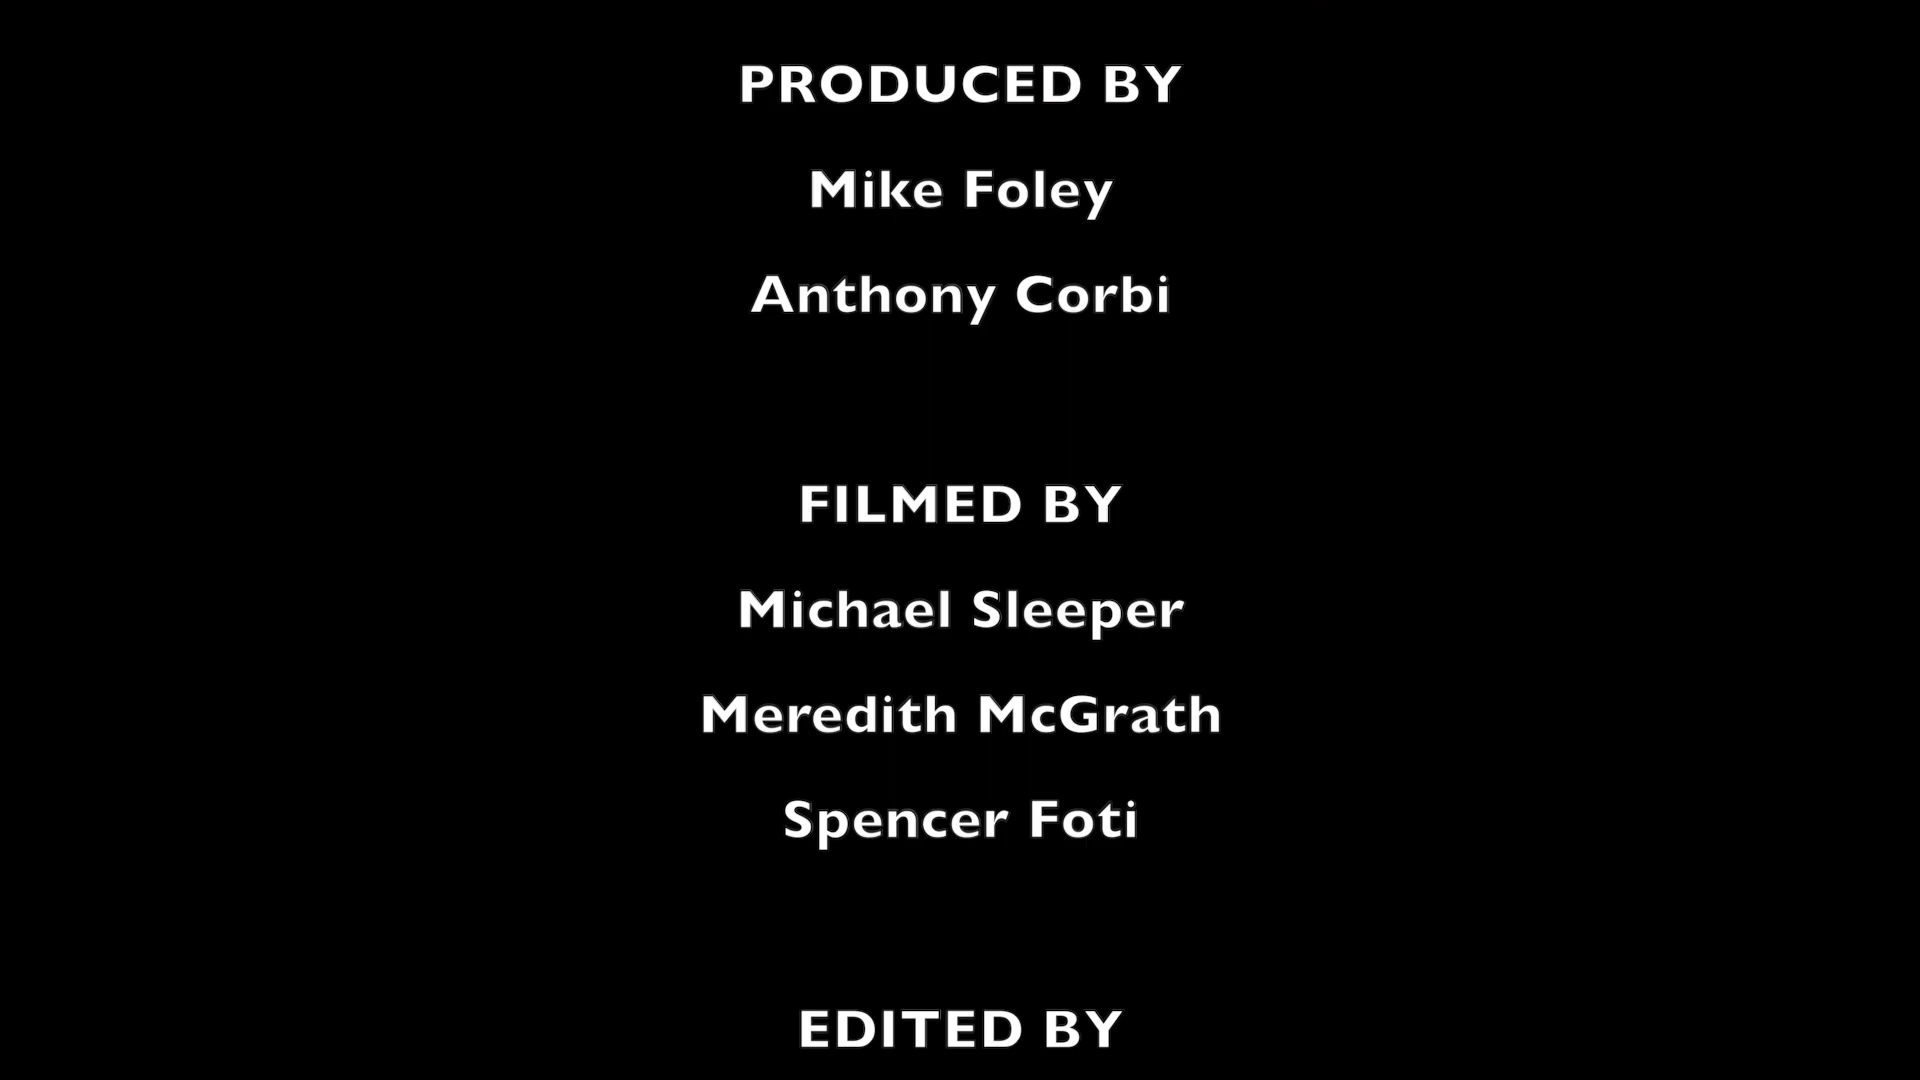 PRODUCED BY
Mike Foley
Anthony Corbi
FILMED BY
Michael Sleeper
Meredith McGrath
Spencer Foti
EDITED BY